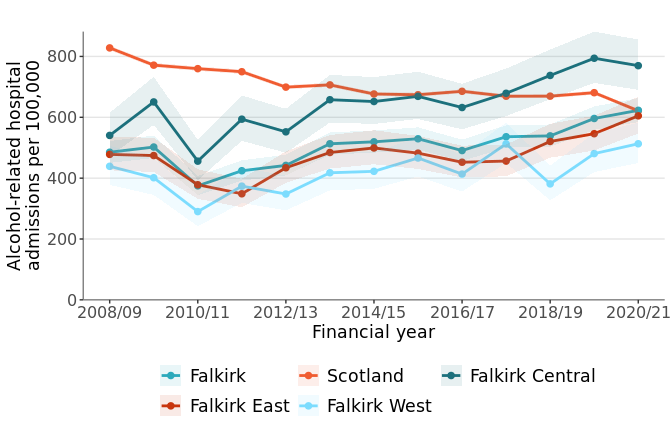 Alcohol-related hospital
admissions per 100,000
800
600
400
200
0
2008/09 2010/11 2012/13 2014/15 2016/17 2018/19 2020/21
Financial year
Falkirk Scotland Falkirk Central
Falkirk East Falkirk West